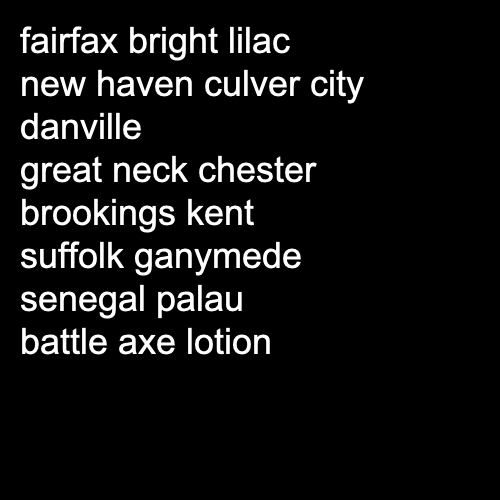 fairfax bright lilac
new haven culver city
danville
great neck chester
brookings kent
suffolk ganymede
senegal palau
battle axe lotion